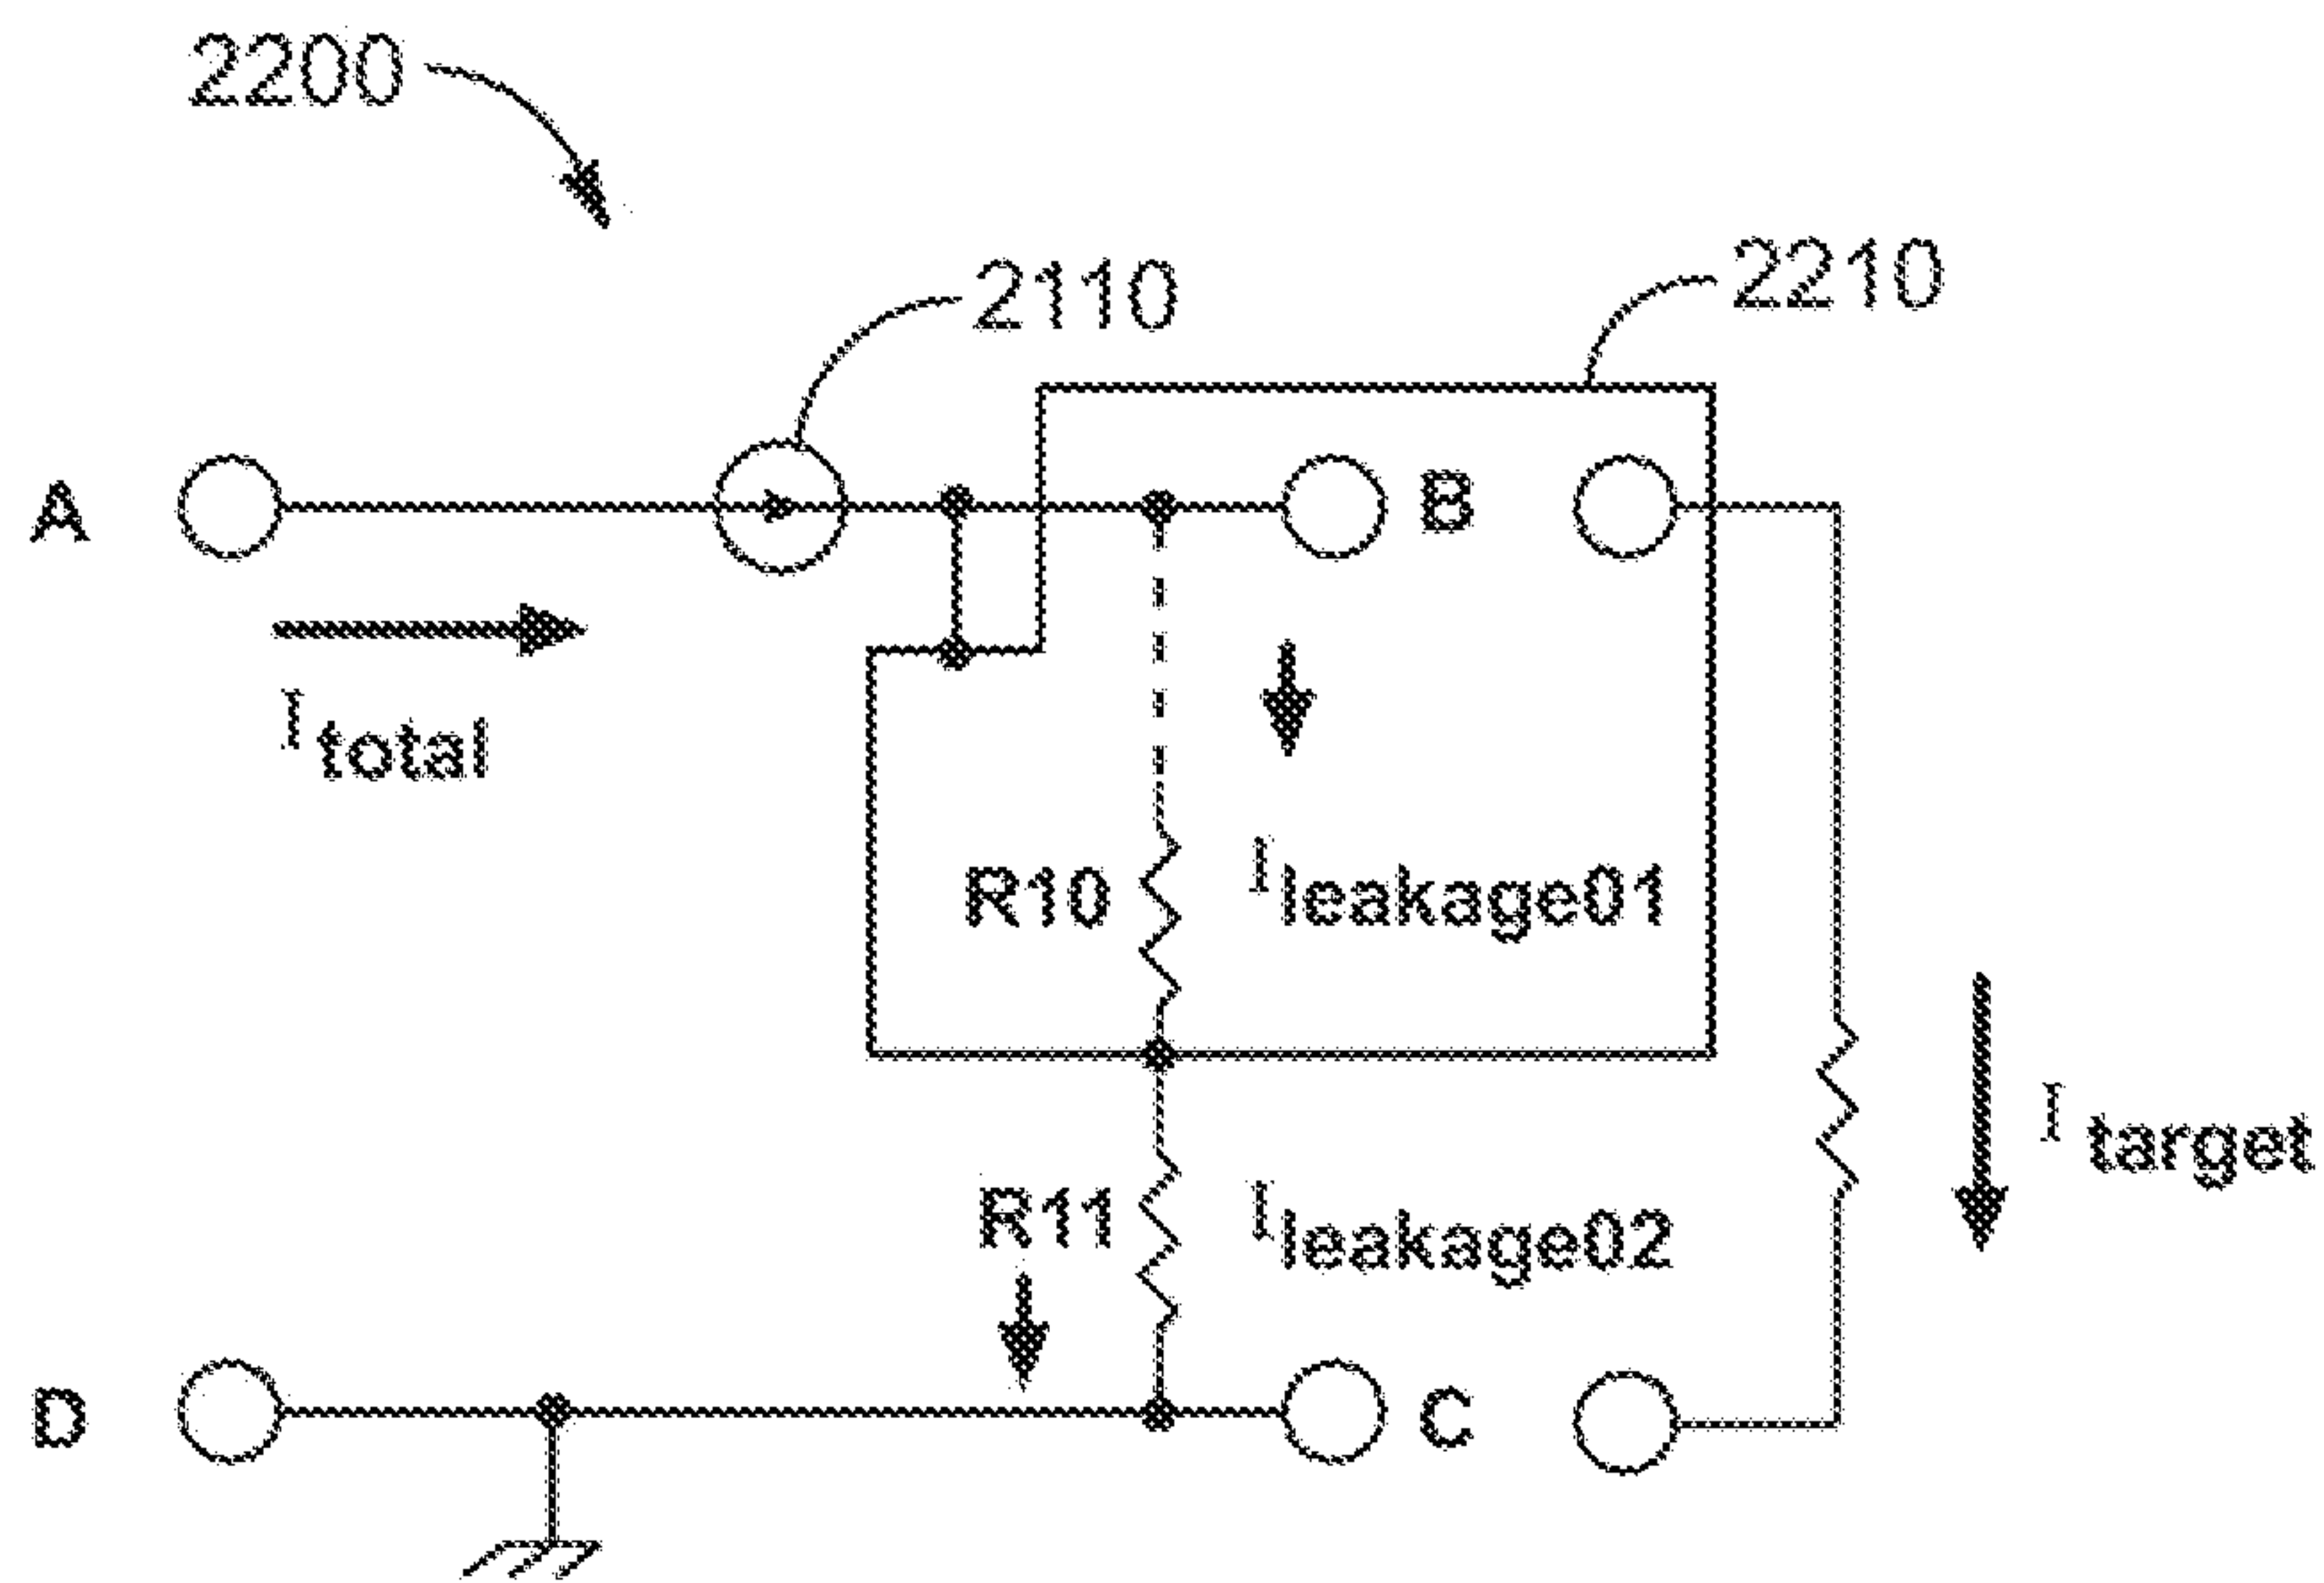 2200
2110
2210
A
B
I total
R10
I leakage01
I target
R11
I leakage02
D
C